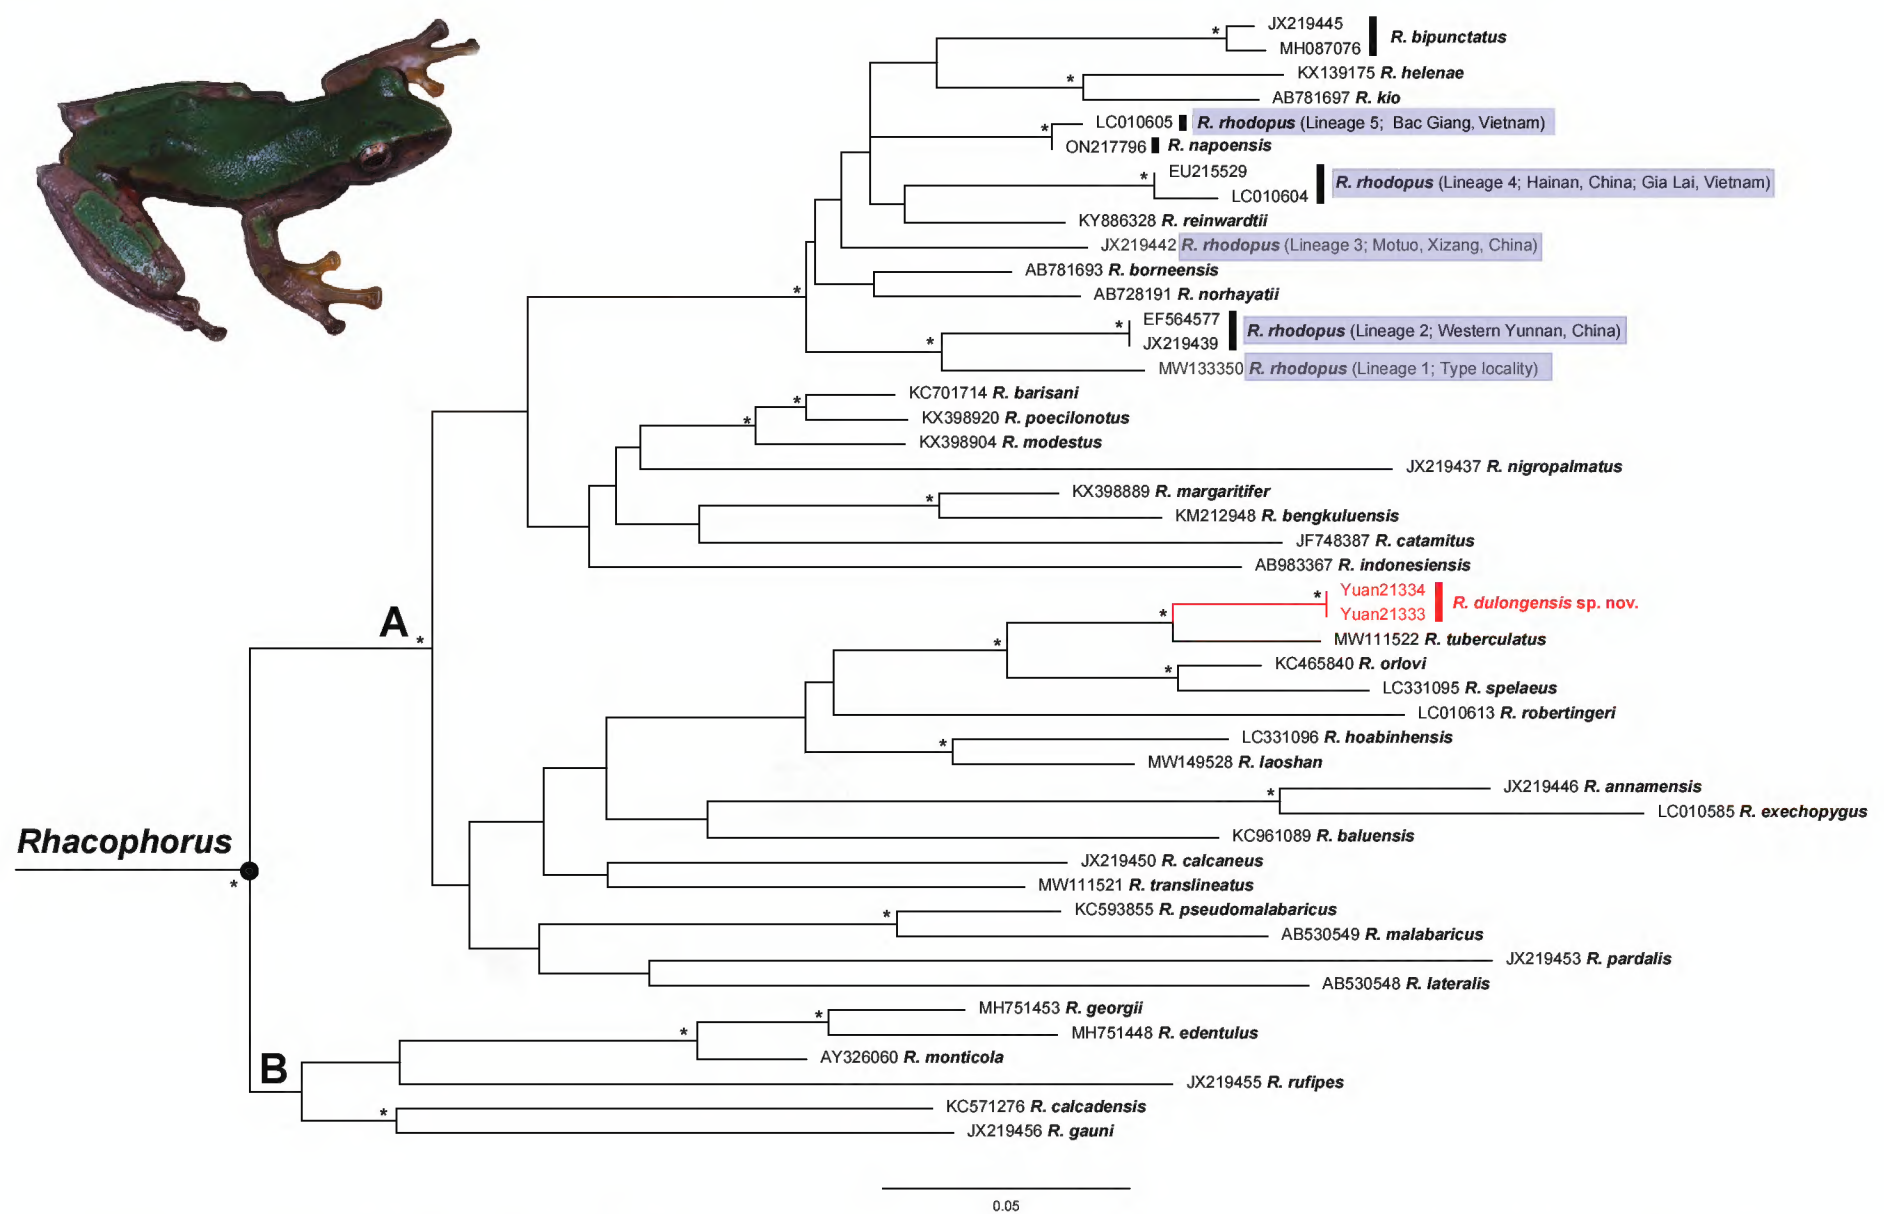 JX219445
R. bipunctatus
MH087076
KX139175 R. helenae
AB781697 R. kio
LC010605 R. rhodopus (Lineage 5; Bac Giang, Vietnam)
ON217796 R. napoensis
EU215529
R. rhodopus (Lineage 4; Hainan, China; Gia Lai, Vietnam)
LC010604
KY886328 R. reinwardtii
JX219442 R. rhodopus (Lineage 3; Motuo, Xizang, China)
AB781693 R. borneensis
AB728191 R. norhayatii
EF564577
R. rhodopus (Lineage 2; Western Yunnan, China)
JX219439
MW133350 R. rhodopus (Lineage 1; Type locality)
KC701714 R. barisani
KX398920 R. poecilonotus
KX398904 R. modestus
JX219437 R. nigropalmatus
KX398889 R. margaritifer
KM212948 R. bengkuluensis
JF748387 R. catamitus
AB983367 R. indonesiensis
Yuan21334
R. dulongensis sp. nov.
Yuan21333
A
MW111522 R. tuberculatus
KC465840 R. orlovi
LC331095 R. spelaeus
LC010613 R. robertingeri
LC331096 R. hoabinhensis
MW149528 R. laoshan
JX219446 R. annamensis
LC010585 R. exechopygus
KC961089 R. baluensis
Rhacophorus
JX219450 R. calcaneus
MW111521 R. translineatus
KC593855 R. pseudomalabaricus
AB530549 R. malabaricus
JX219453 R. pardalis
AB530548 R. lateralis
MH751453 R. georgii
MH751448 R. edentulus
AY326060 R. monticola
B
JX219455 R. rufipes
KC571276 R. calcadensis
JX219456 R. gauni
0.05